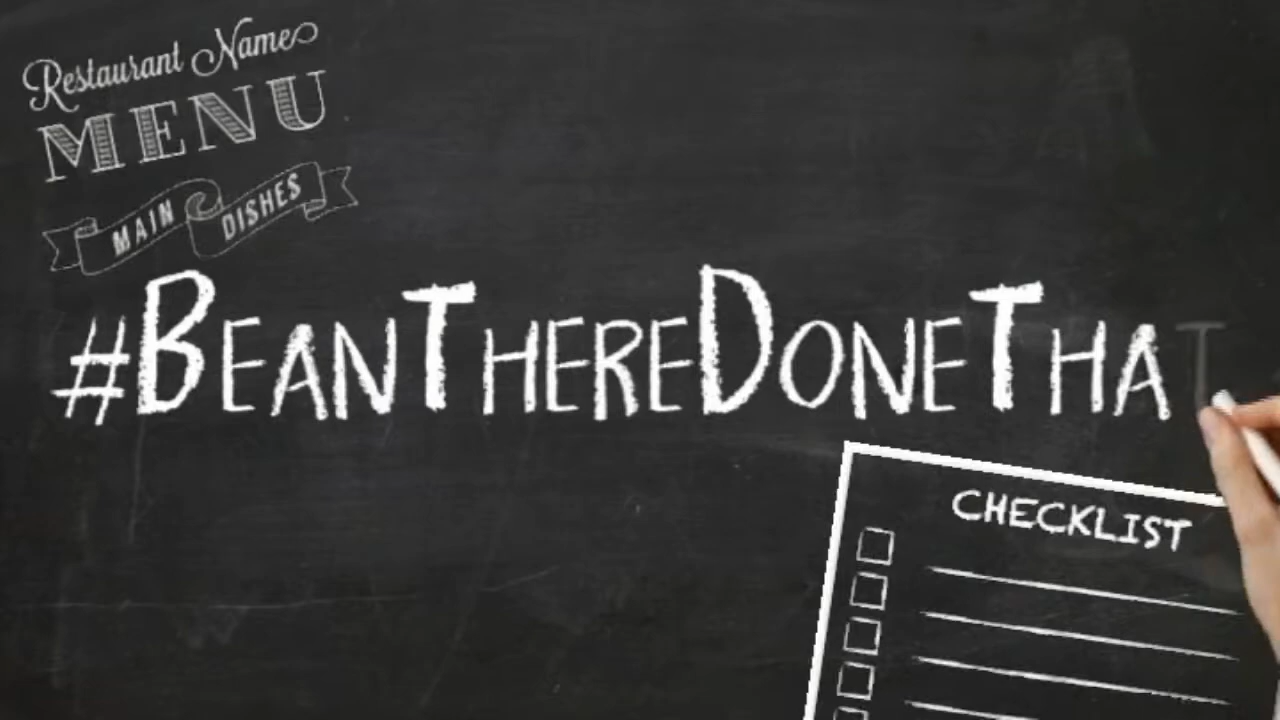 Restaurant Name
MENU
MAIN DISHES
#BEANTHEREDONETHAT
CHECKLIST